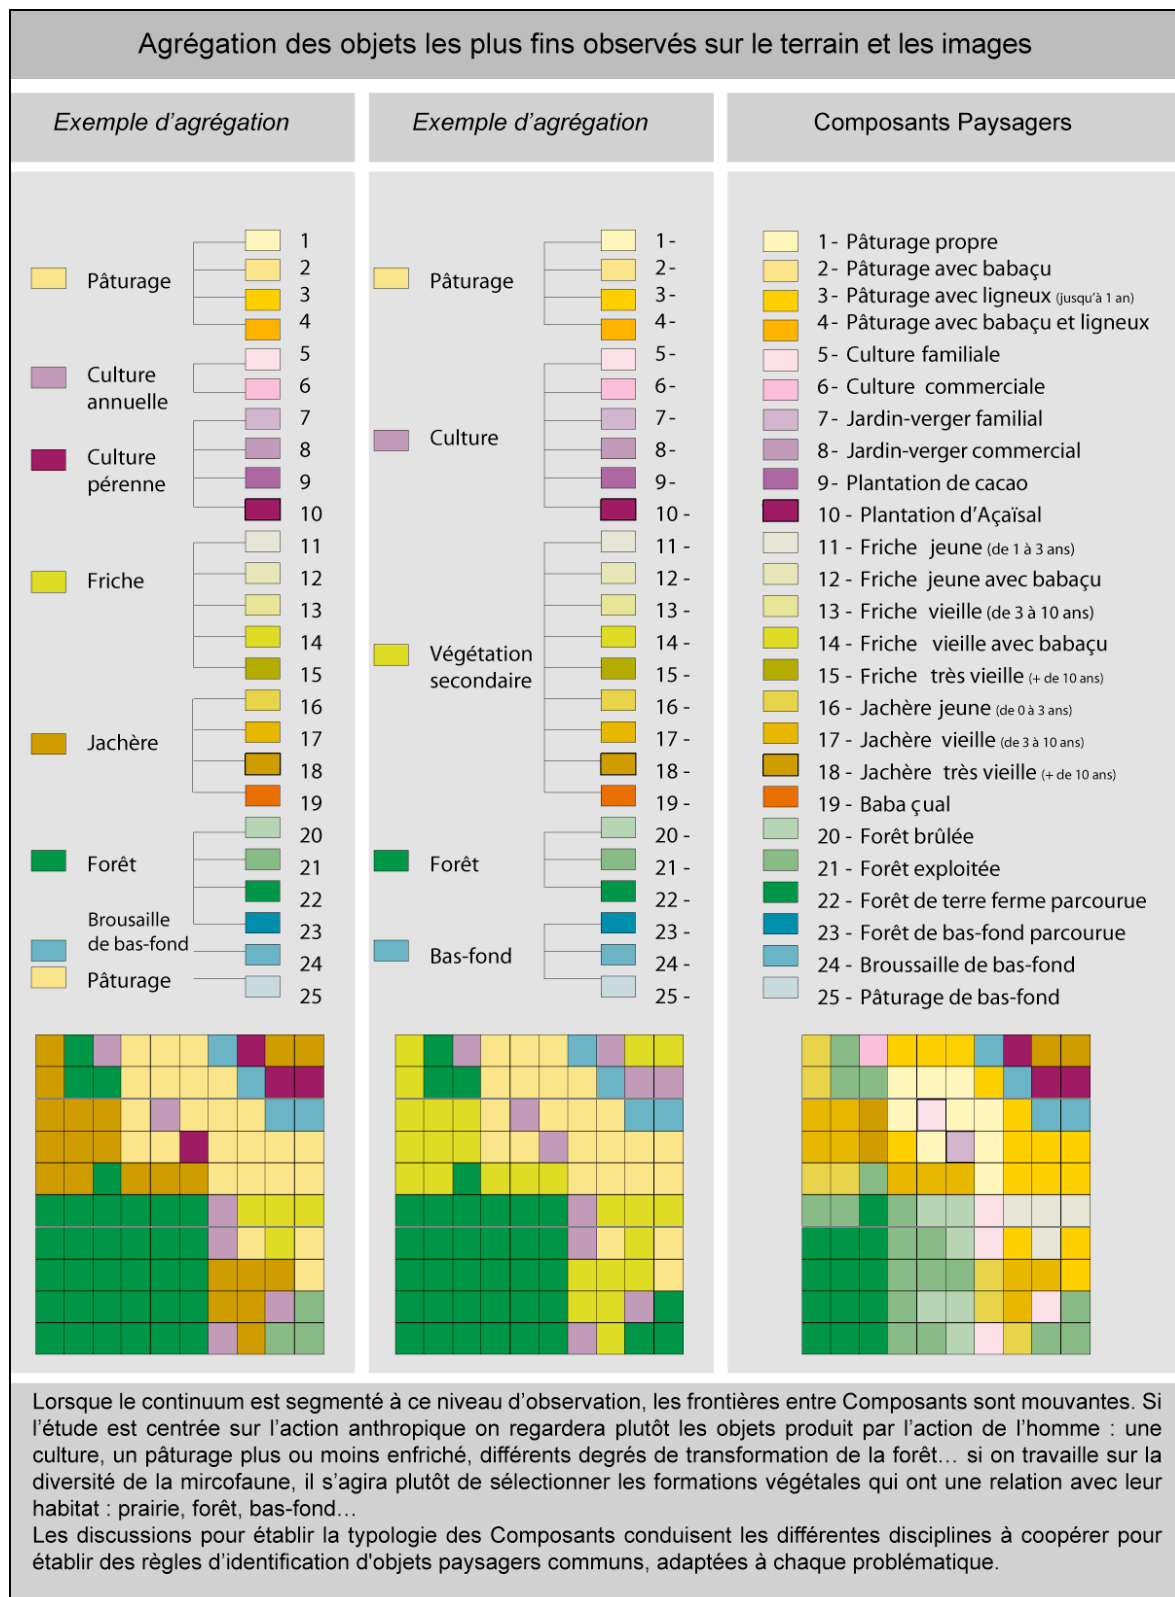 Agrégation des objets les plus fins observés sur le terrain et les images
Exemple d'agrégation
Pâturage
Culture
annuelle
Culture
pérenne
Friche
Jachère
Forêt
Brousaille
de bas-fond
Pâturage
1
2
3
4
5
6
7
8
9
10
11
12
13
14
15
16
17
18
19
20
21
22
23
24
25
Exemple d'agrégation
Pâturage
Culture
Végétation
secondaire
Forêt
Bas-fond
1 -
2 -
3 -
4 -
5 -
6 -
7 -
8 -
9 -
10 -
11 -
12 -
13 -
14 -
15 -
16 -
17 -
18 -
19 -
20 -
21 -
22 -
23 -
24 -
25 -
Composants Paysagers
1 - Pâturage propre
2 - Pâturage avec babaçu
3 - Pâturage avec ligneux (jusqu'à 1 an)
4 - Pâturage avec babaçu et ligneux
5 - Culture familiale
6 - Culture commerciale
7 - Jardin-verger familial
8 - Jardin-verger commercial
9 - Plantation de cacao
10 - Plantation d'Açaïsal
11 - Friche jeune (de 1 à 3 ans)
12 - Friche jeune avec babaçu
13 - Friche vieille (de 3 à 10 ans)
14 - Friche vieille avec babaçu
15 - Friche très vieille (+ de 10 ans)
16 - Jachère jeune (de 0 à 3 ans)
17 - Jachère vieille (de 3 à 10 ans)
18 - Jachère très vieille (+ de 10 ans)
19 - Baba çual
20 - Forêt brûlée
21 - Forêt exploitée
22 - Forêt de terre ferme parcourue
23 - Forêt de bas-fond parcourue
24 - Broussaille de bas-fond
25 - Pâturage de bas-fond
Lorsque le continuum est segmenté à ce niveau d'observation, les frontières entre Composants sont mouvantes. Si
l'étude est centrée sur l'action anthropique on regardera plutôt les objets produit par l'action de l'homme : une
culture, un pâturage plus ou moins enfriché, différents degrés de transformation de la forêt… si on travaille sur la
diversité de la mircofaune, il s'agira plutôt de sélectionner les formations végétales qui ont une relation avec leur
habitat : prairie, forêt, bas-fond…
Les discussions pour établir la typologie des Composants conduisent les différentes disciplines à coopérer pour
établir des règles d'identification d'objets paysagers communs, adaptées à chaque problématique.